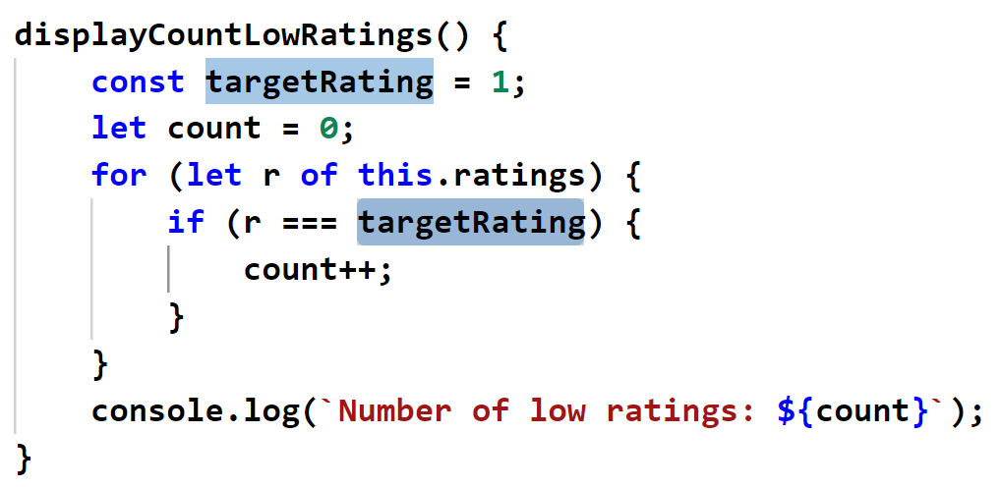 displayCountLowRatings() {
    const targetRating = 1;
    let count = 0;
    for (let r of this.ratings) {
        if (r === targetRating) {
            count++;
        }
    }
    console.log(`Number of low ratings: ${count}`);
}